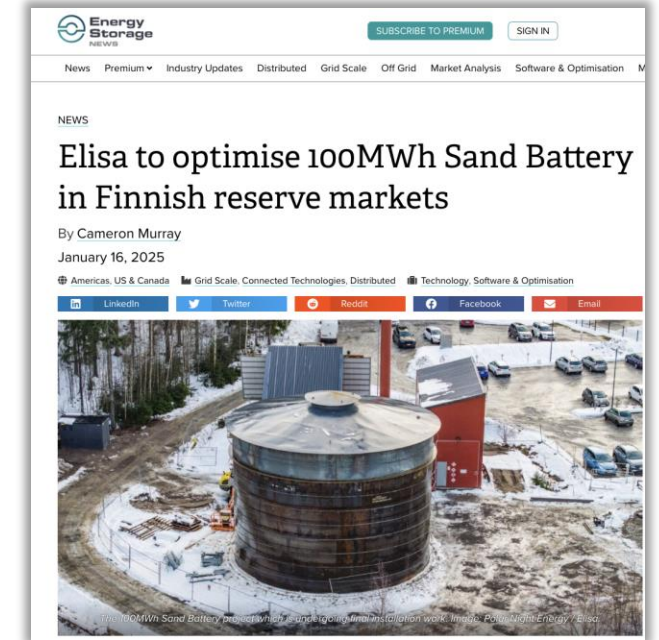 Energy
Storage
NEWS
SUBSCRIBE TO PREMIUM
SIGN IN
News Premium Industry Updates Distributed Grid Scale Off Grid Market Analysis Software & Optimisation M
NEWS
Elisa to optimise 100MWh Sand Battery
in Finnish reserve markets
By Cameron Murray
January 16, 2025
Americas, US & Canada Grid Scale, Connected Technologies, Distributed Technology, Software & Optimisation
LinkedIn Twitter Reddit Facebook Email
The 100MWh Sand Battery project which is undergoing final installation work. Image: Polar Night Energy / Elisa.